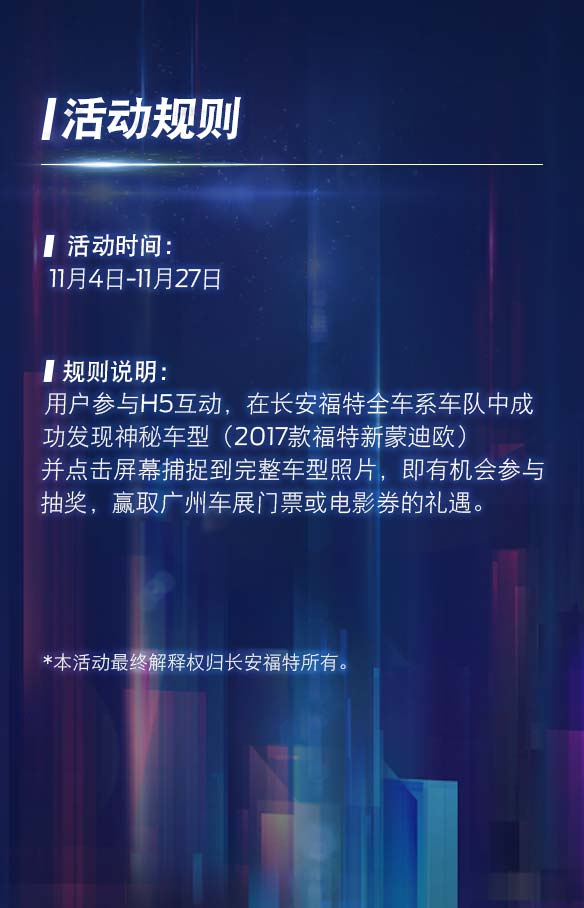 活动规则
活动时间：
11月4日-11月27日
规则说明：
用户参与H5互动，在长安福特全车系车队中成
功发现神秘车型（2017款福特新蒙迪欧）
并点击屏幕捕捉到完整车型照片，即有机会参与
抽奖，赢取广州车展门票或电影券的礼遇。
*本活动最终解释权归长安福特所有。